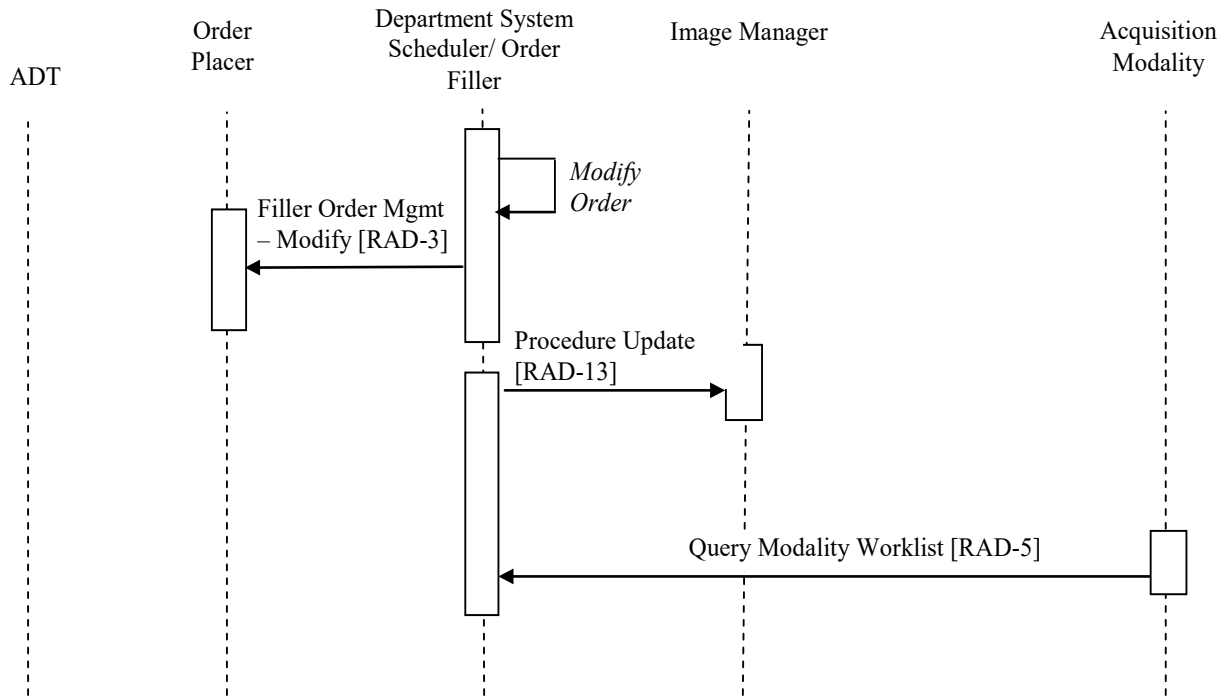 ADT
Order
Placer
Department System
Scheduler/ Order
Filler
Image Manager
Acquisition
Modality
Modify
Order
Filler Order Mgmt
– Modify [RAD-3]
Procedure Update
[RAD-13]
Query Modality Worklist [RAD-5]